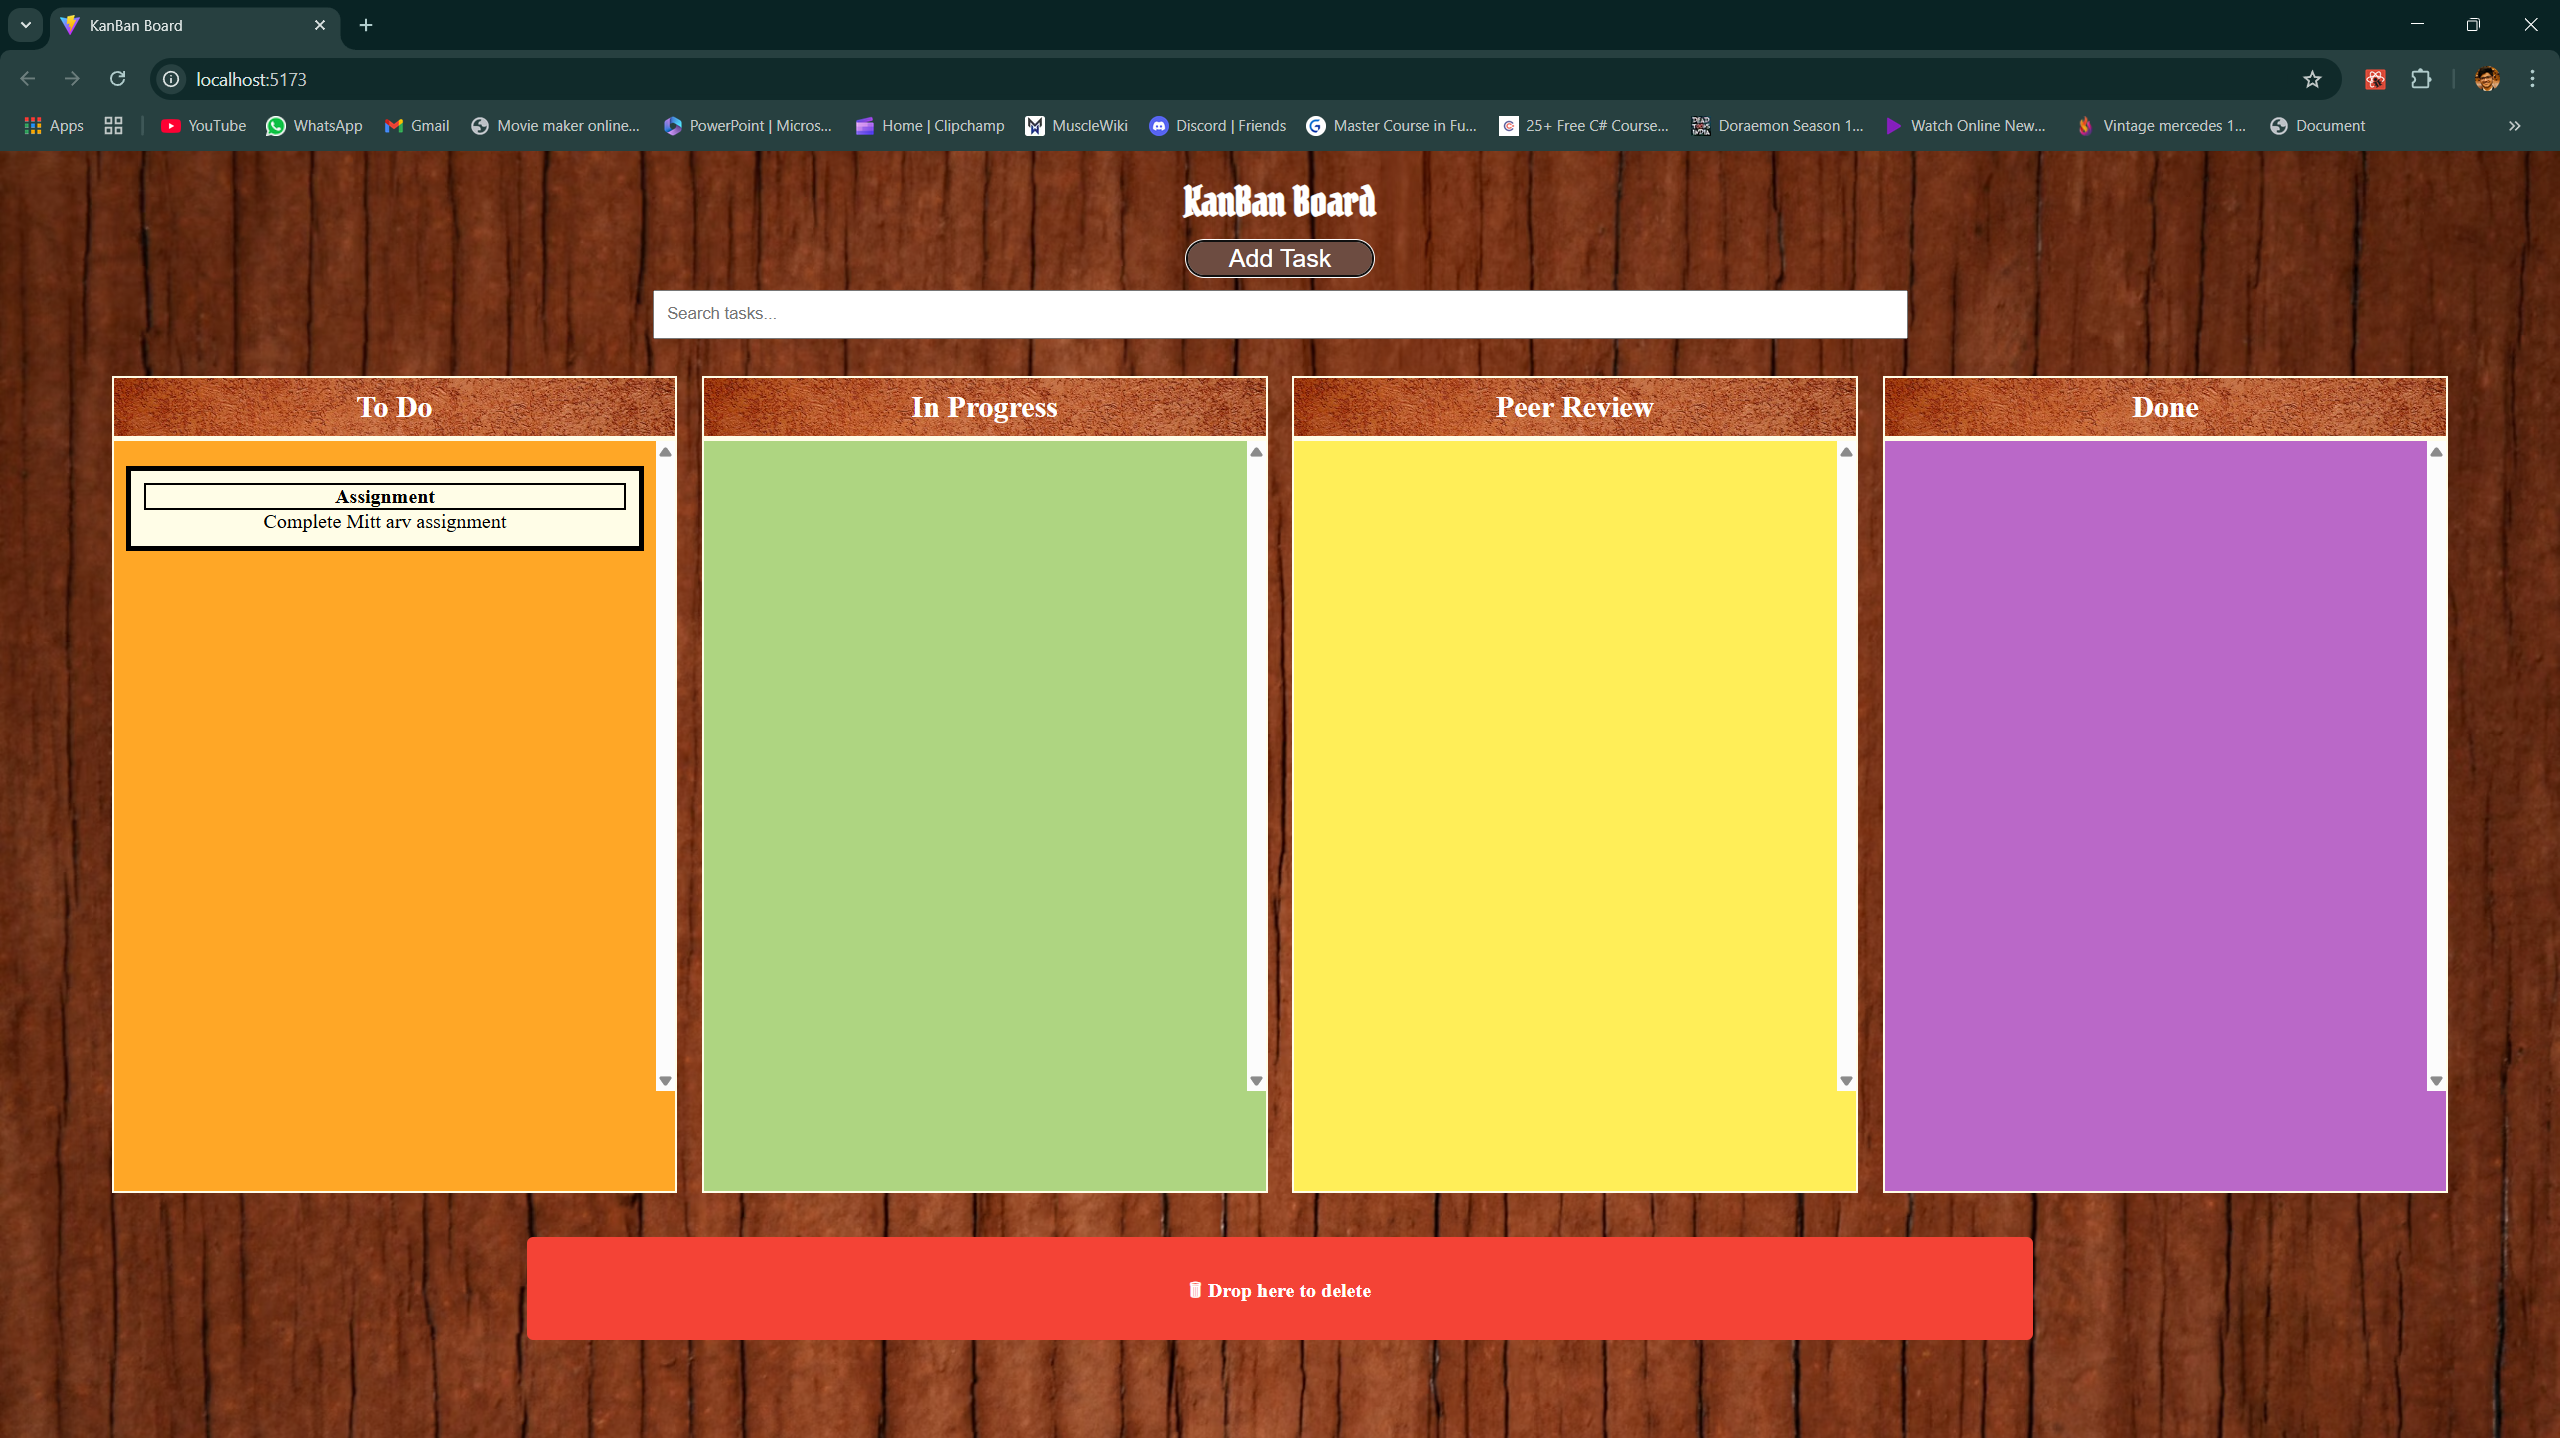 KanBan Board
localhost:5173
Apps
YouTube
WhatsApp
Gmail
Movie maker online...
PowerPoint | Micros...
Home | Clipchamp
MuscleWiki
Discord | Friends
Master Course in Fu...
25+ Free C# Course...
Doraemon Season 1...
Watch Online New...
Vintage mercedes 1...
Document
KanBan Board
Add Task
Search tasks...
To Do
In Progress
Peer Review
Done
Assignment
Complete Mitt arv assignment
Drop here to delete